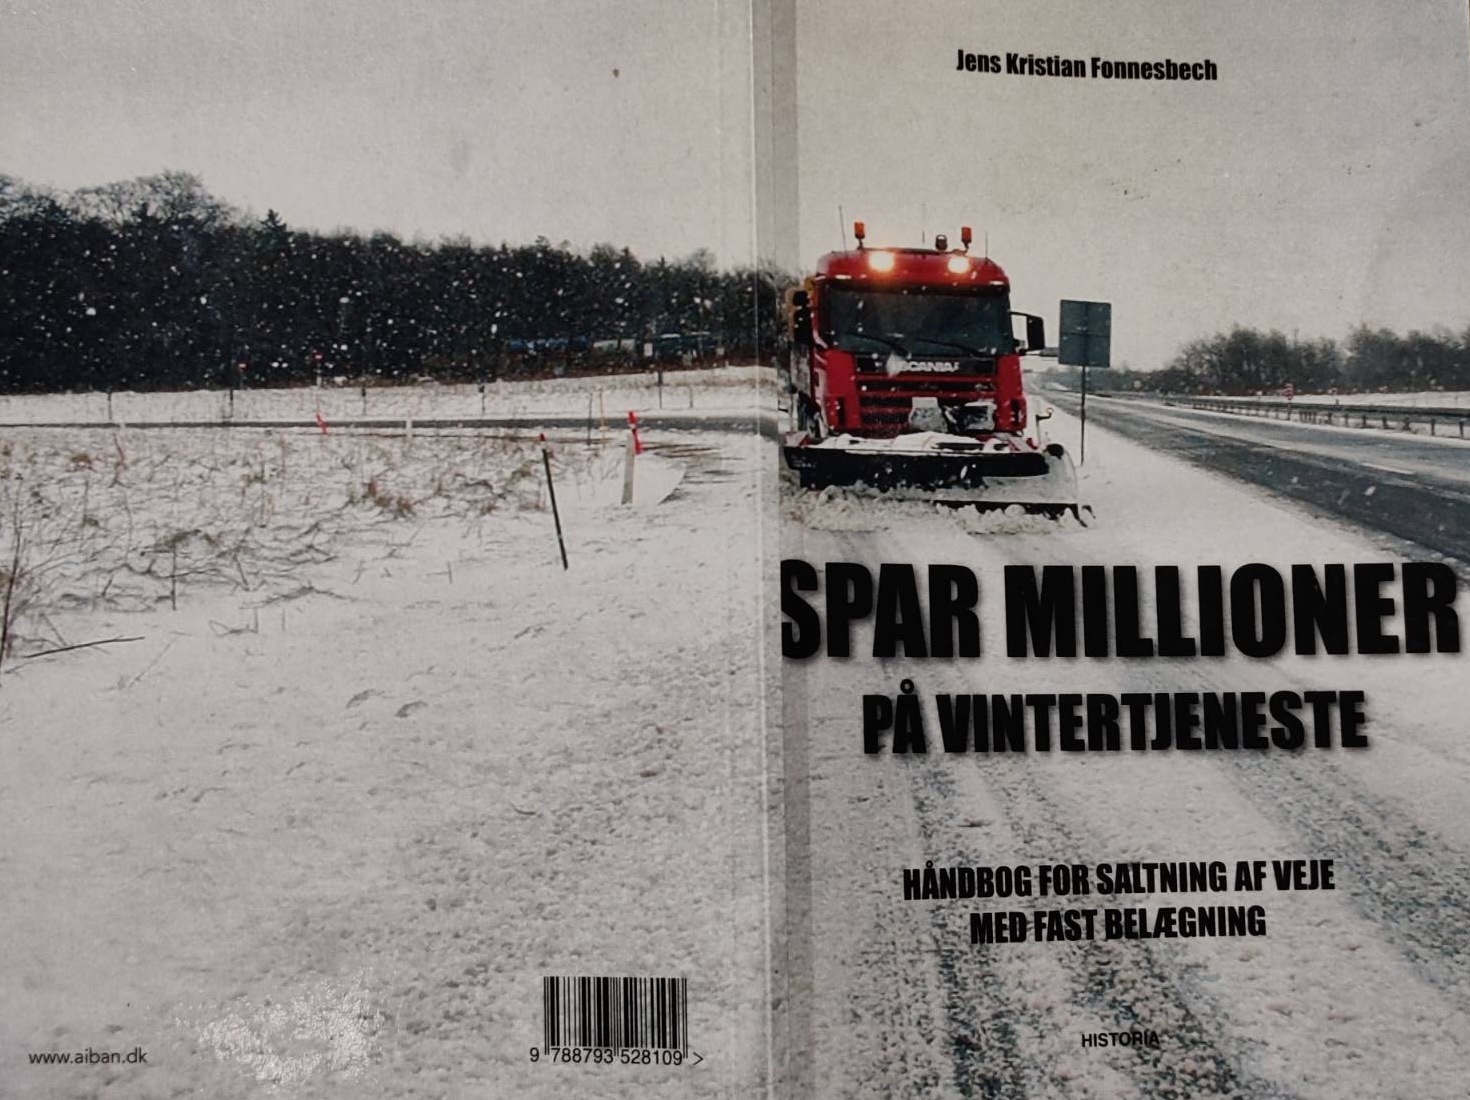 Jens Kristian Fonnesbech
SCANIA
SPAR MILLIONER
PÅ VINTERTJENESTE
HÅNDBOG FOR SALTNING AF VEJE
MED FAST BELÆGNING
HISTORIA
www.aiban.dk
9 788793 528109 >